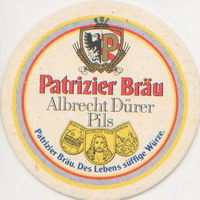 P
Patrizier Bräu
Albrecht Dürer
Pils
Patrizier Bräu. Des Lebens süffige Würze.